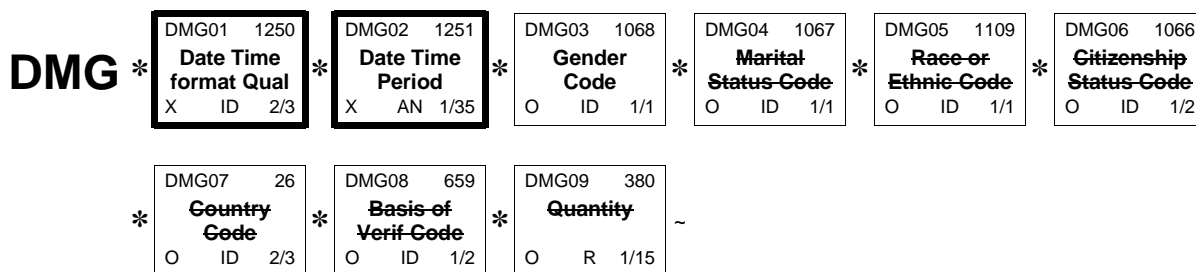 DMG01 1250 DMG02 1251 DMG03 1068 DMG04 1067 DMG05 1109 DMG06 1066
DMG * Date Time * Date Time * Gender * Marital * Race or * Citizenship
format Qual Period Code Status Code Ethnic Code Status Code
X ID 2/3 X AN 1/35 O ID 1/1 O ID 1/1 O ID 1/1 O ID 1/2
DMG07 26 DMG08 659 DMG09 380
* Country * Basis of * Quantity ~
Code Verif Code
O ID 2/3 O ID 1/2 O R 1/15